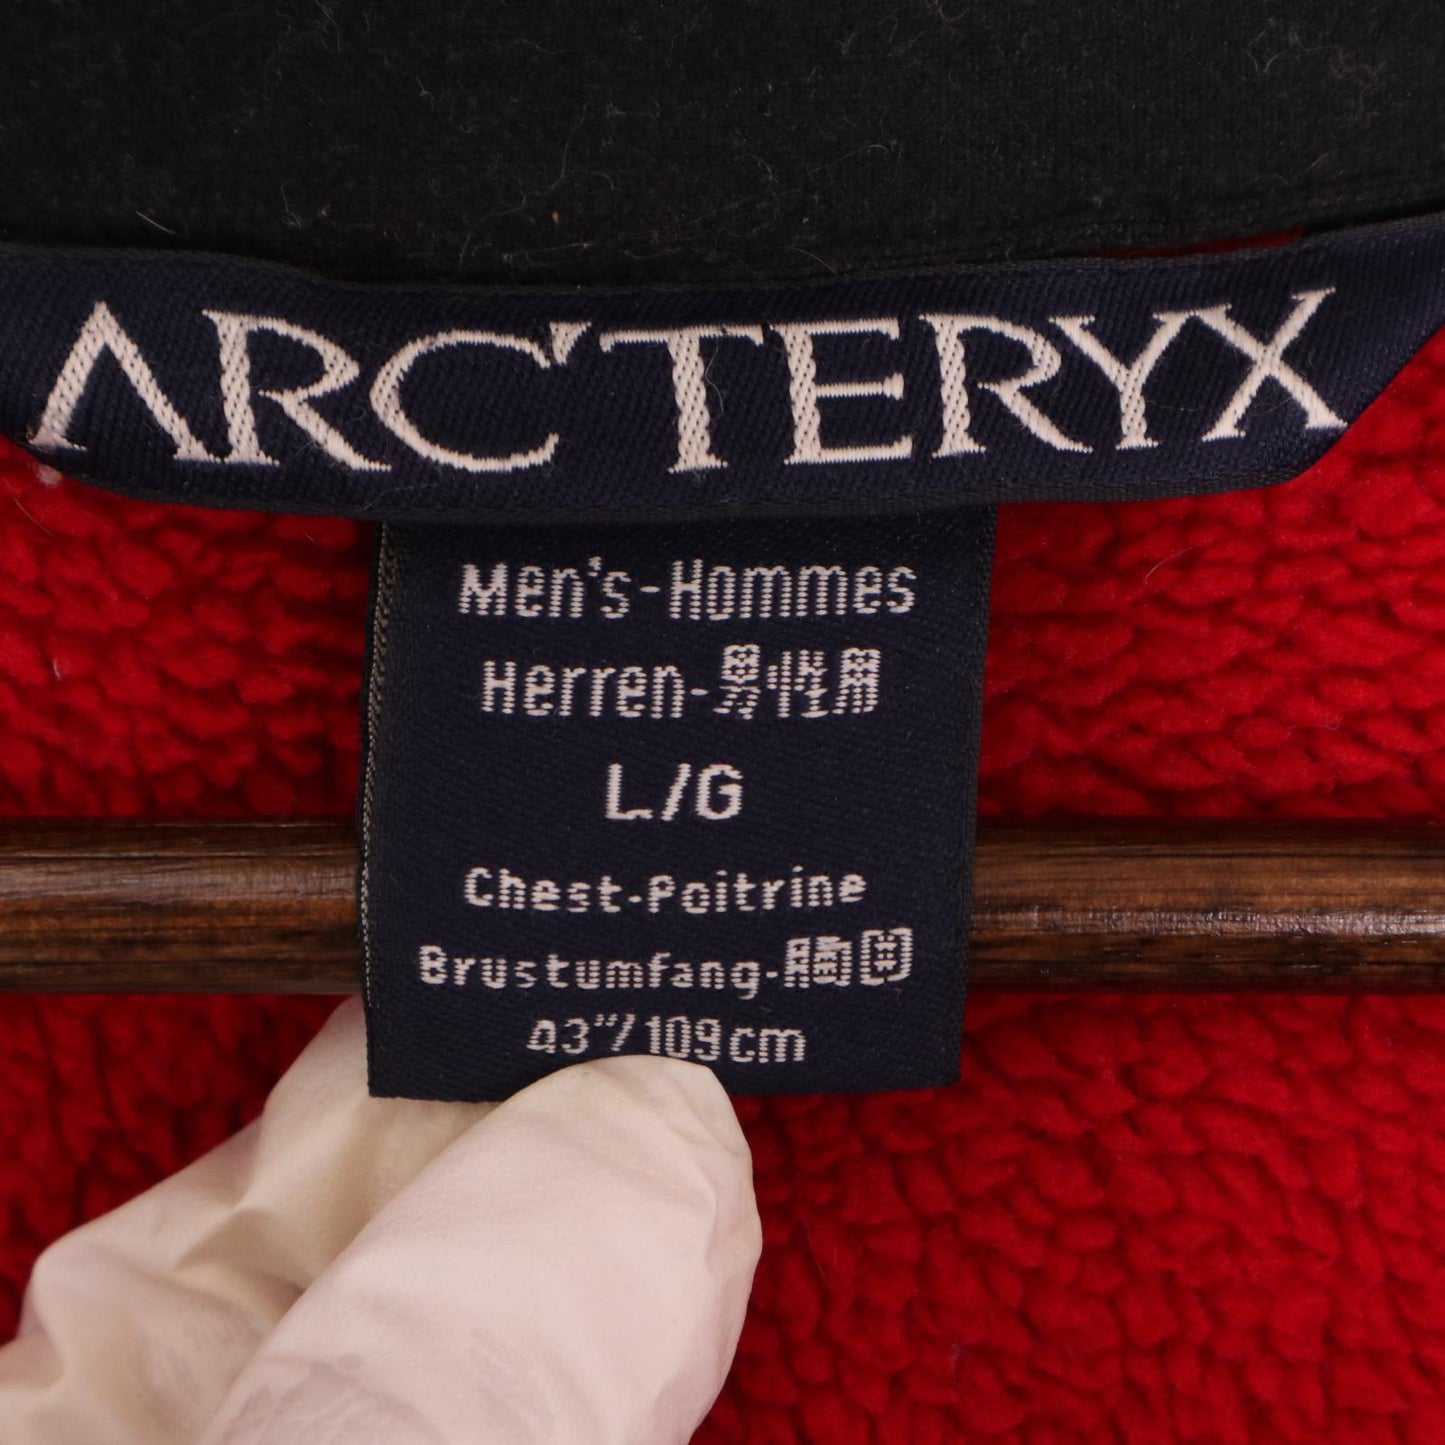 ARC'TERYX
Men's-Hommes
Herren-男性用
L/G
Chest-Poitrine
Brustumfang-胸囲
43"/109cm